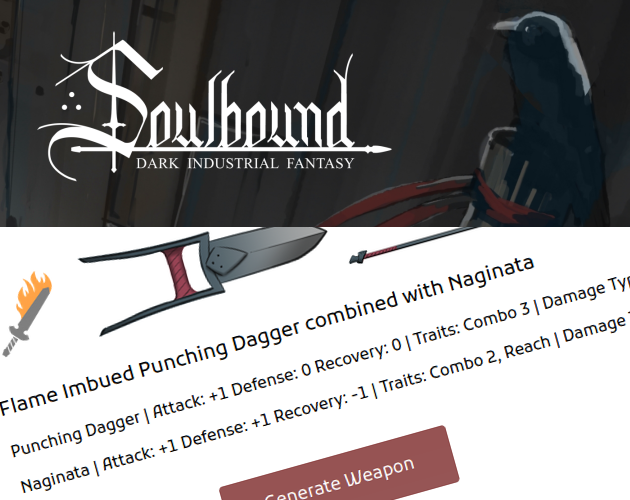 Soulbound
DARK INDUSTRIAL FANTASY
Flame Imbued Punching Dagger combined with Naginata
Punching Dagger | Attack: +1 Defense: 0 Recovery: 0 | Traits: Combo 3 | Damage Typ
Naginata | Attack: +1 Defense: +1 Recovery: -1 | Traits: Combo 2, Reach | Damage
Generate Weapon